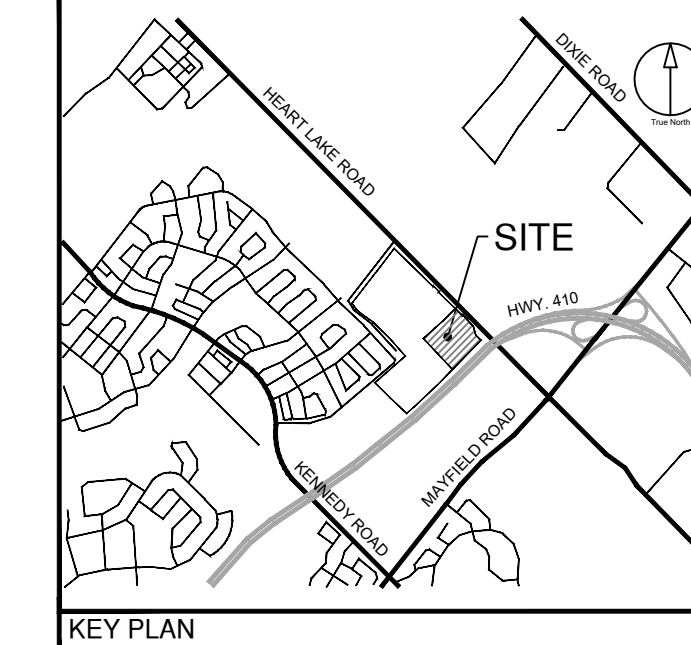 DIXIE ROAD
True North
HEART LAKE ROAD
SITE
HWY. 410
MAYFIELD ROAD
KENNEDY ROAD
KEY PLAN